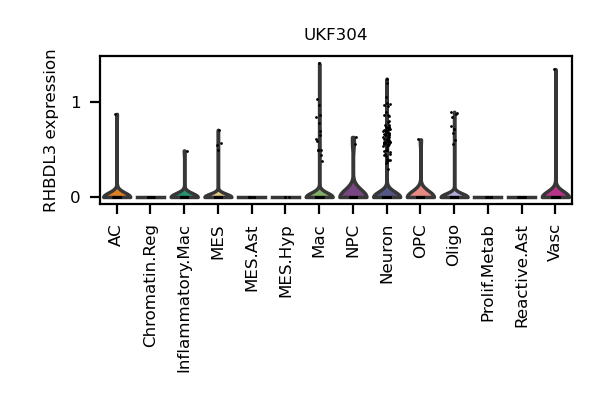 UKF304
RHBDL3 expression
1
0
AC
Chromatin.Reg
Inflammatory.Mac
MES
MES.Ast
MES.Hyp
Mac
NPC
Neuron
OPC
Oligo
Prolif.Metab
Reactive.Ast
Vasc